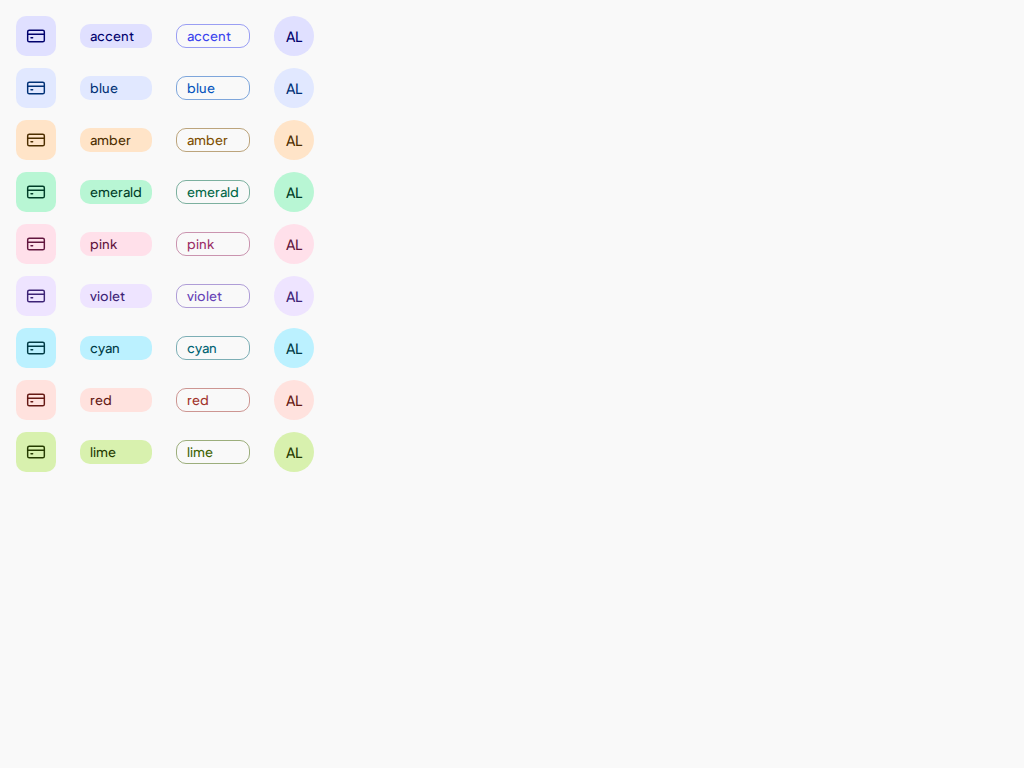 accent accent AL
blue blue AL
amber amber AL
emerald emerald AL
pink pink AL
violet violet AL
cyan cyan AL
red red AL
lime lime AL